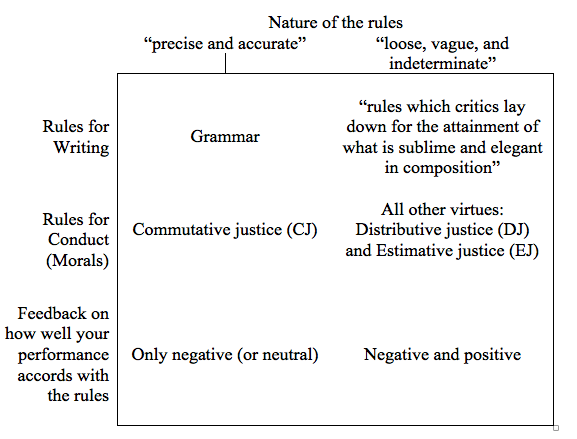 Nature of the rules
“precise and accurate”
“loose, vague, and
indeterminate”
Rules for
Writing
Grammar
“rules which critics lay
down for the attainment of
what is sublime and elegant
in composition”
Rules for
Conduct
(Morals)
Commutative justice (CJ)
All other virtues:
Distributive justice (DJ)
and Estimative justice (EJ)
Feedback on
how well your
performance
accords with
the rules
Only negative (or neutral)
Negative and positive